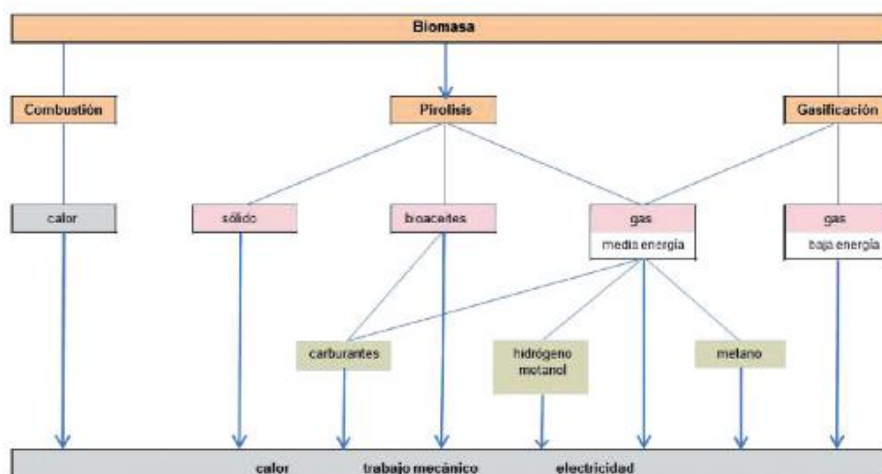 Biomasa
Combustión
Pirolisis
Gasificación
calor
sólido
bioaceites
gas
media energía
gas
baja energía
carburantes
hidrógeno
metanol
metano
calor trabajo mecánico electricidad